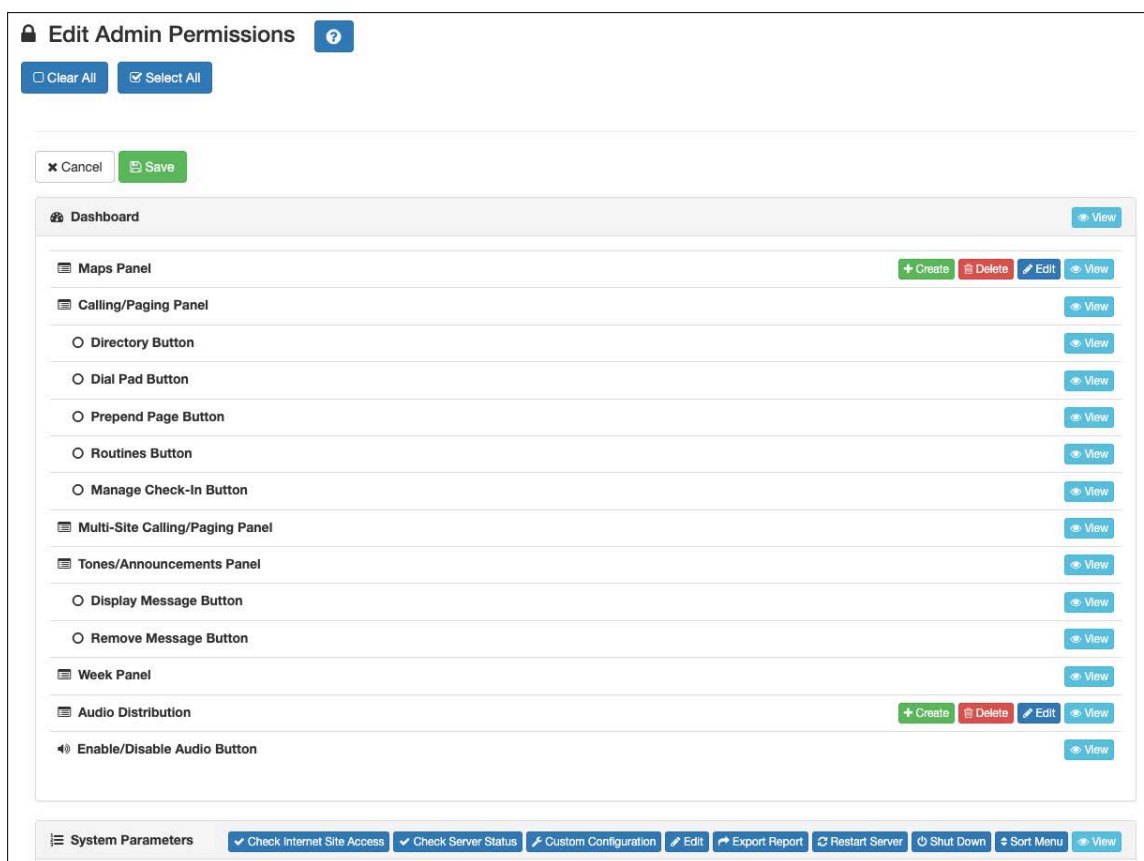 Edit Admin Permissions
Clear All Select All
Cancel Save
Dashboard View
Maps Panel Create Delete Edit View
Calling/Paging Panel View
Directory Button View
Dial Pad Button View
Prepend Page Button View
Routines Button View
Manage Check-In Button View
Multi-Site Calling/Paging Panel View
Tones/Announcements Panel View
Display Message Button View
Remove Message Button View
Week Panel View
Audio Distribution Create Delete Edit View
Enable/Disable Audio Button View
System Parameters Check Internet Site Access Check Server Status Custom Configuration Edit Export Report Restart Server Shut Down Sort Menu View